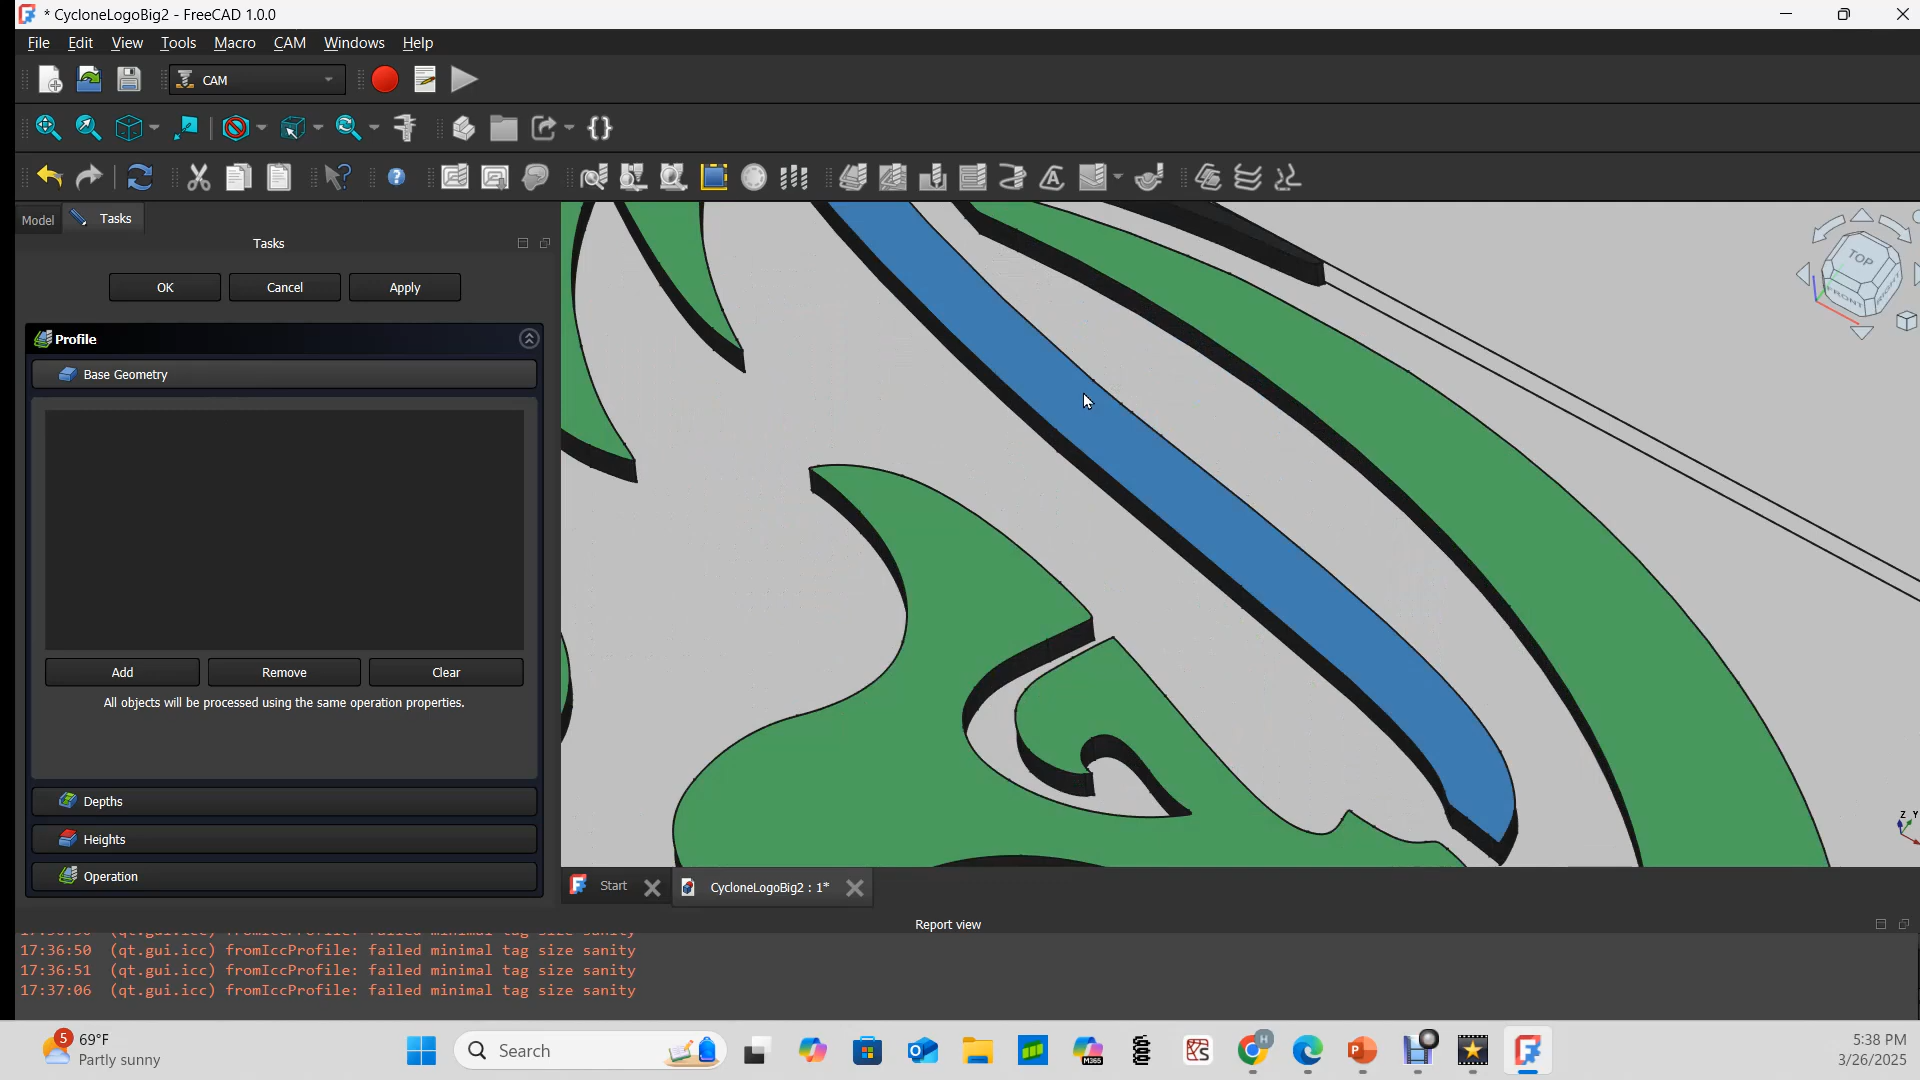 * CycloneLogoBig2 - FreeCAD 1.0.0
File Edit View Tools Macro CAM Windows Help
CAM
Model Tasks
Tasks
OK Cancel Apply
Profile
Base Geometry
Add Remove Clear
All objects will be processed using the same operation properties.
Depths
Heights
Operation
TOP
FRONT
RIGHT
Z Y
X
Start CycloneLogoBig2 : 1*
Report view
17:36:50 (qt.gui.icc) fromIccProfile: failed minimal tag size sanity
17:36:51 (qt.gui.icc) fromIccProfile: failed minimal tag size sanity
17:37:06 (qt.gui.icc) fromIccProfile: failed minimal tag size sanity
5 69°F
Partly sunny
Search
M365
H
P
5:38 PM
3/26/2025